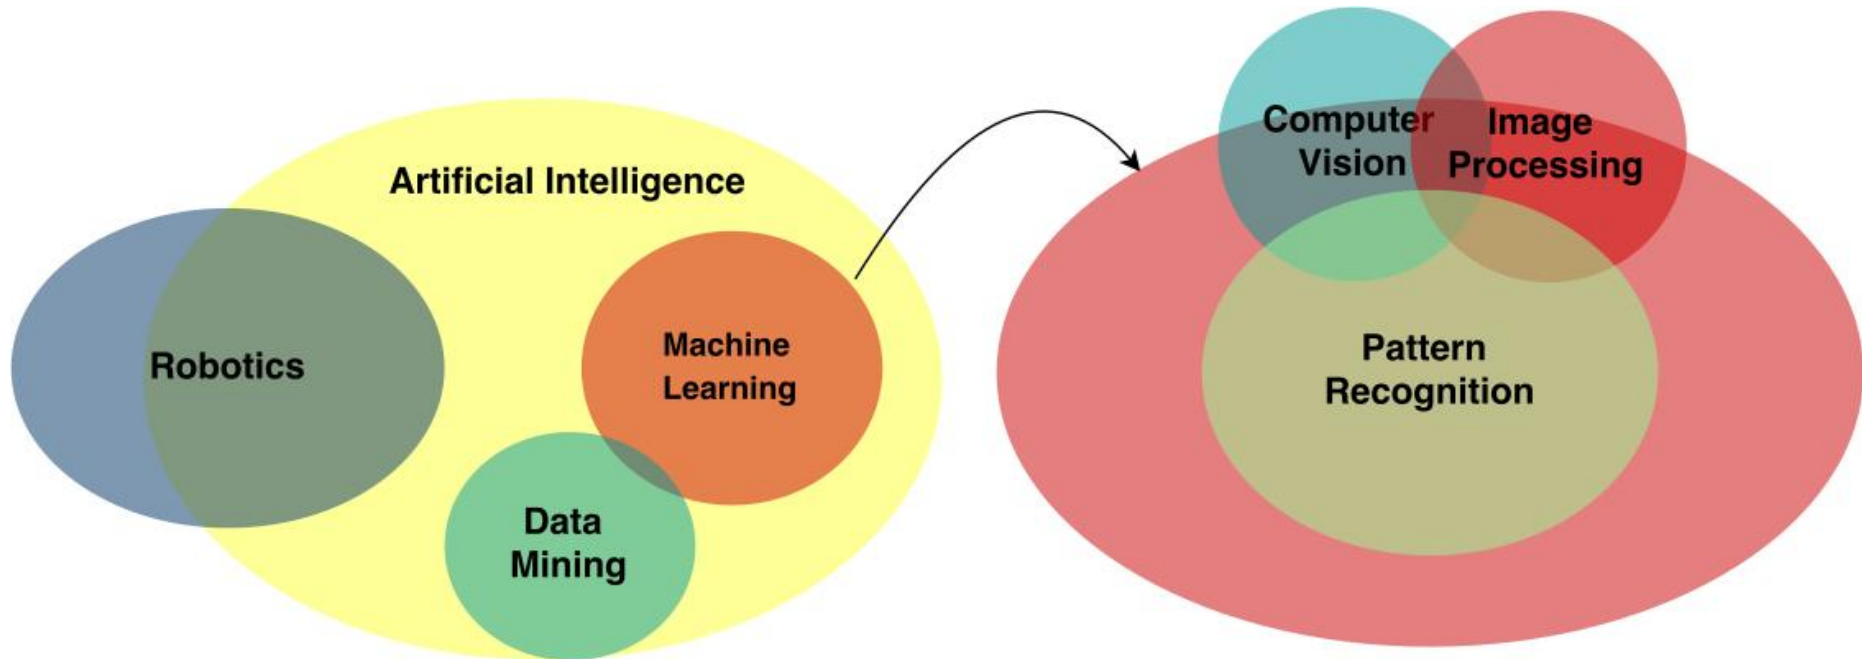 Artificial Intelligence
Robotics
Machine
Learning
Data
Mining
Computer
Vision
Image
Processing
Pattern
Recognition